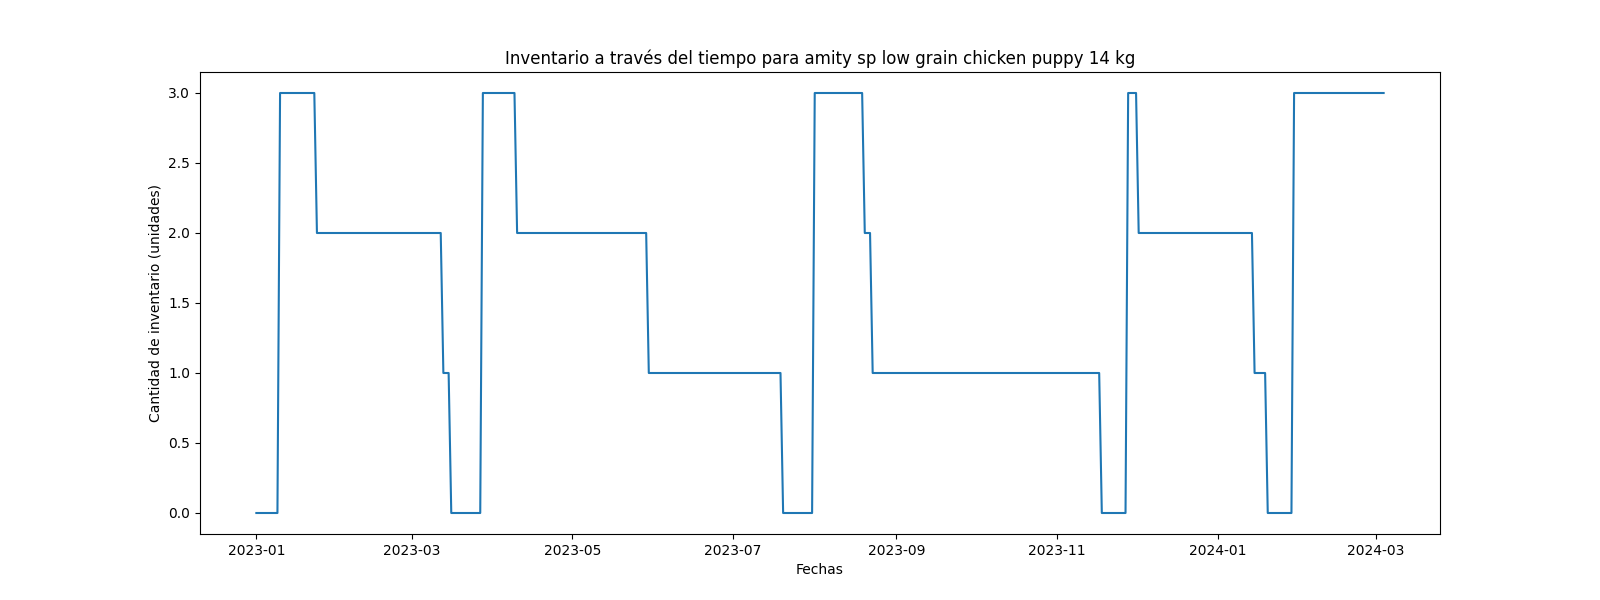 Inventario a través del tiempo para amity sp low grain chicken puppy 14 kg
Cantidad de inventario (unidades)
3.0
2.5
2.0
1.5
1.0
0.5
0.0
2023-01 2023-03 2023-05 2023-07 2023-09 2023-11 2024-01 2024-03
Fechas